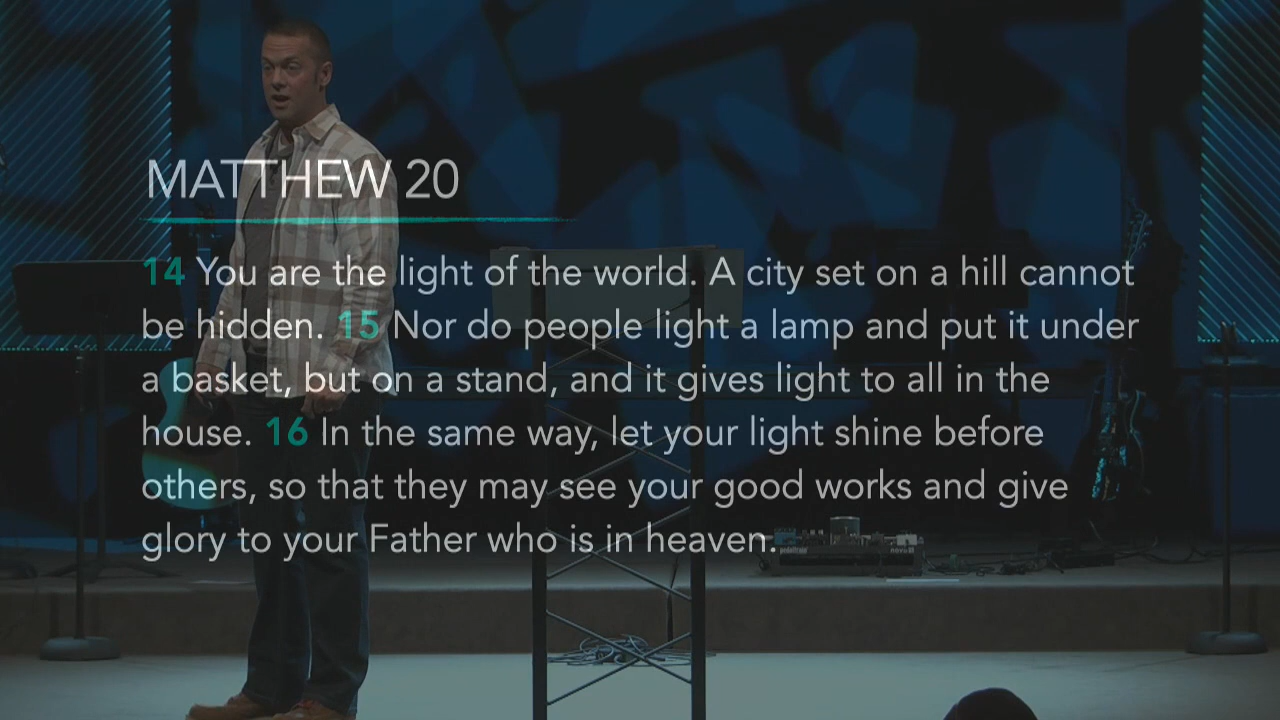 MATTHEW 20
14 You are the light of the world. A city set on a hill cannot
be hidden. 15 Nor do people light a lamp and put it under
a basket, but on a stand, and it gives light to all in the
house. 16 In the same way, let your light shine before
others, so that they may see your good works and give
glory to your Father who is in heaven.